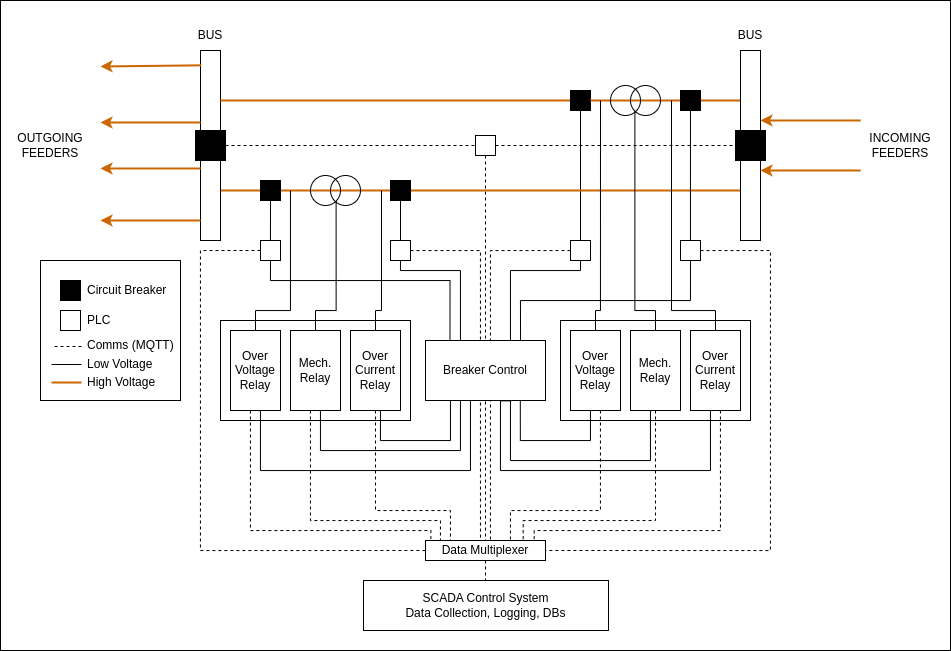 BUS
BUS
OUTGOING
FEEDERS
INCOMING
FEEDERS
Circuit Breaker
PLC
Comms (MQTT)
Low Voltage
High Voltage
Over
Voltage
Relay
Mech.
Relay
Over
Current
Relay
Breaker Control
Over
Voltage
Relay
Mech.
Relay
Over
Current
Relay
Data Multiplexer
SCADA Control System
Data Collection, Logging, DBs